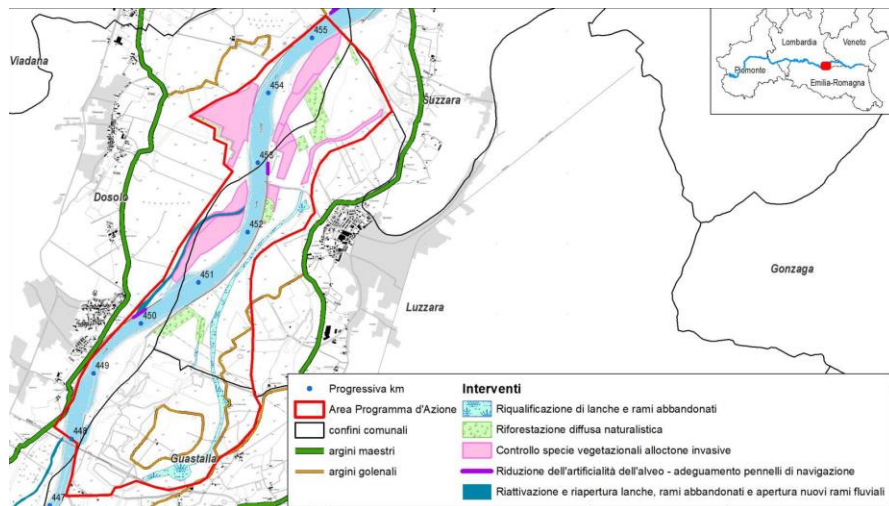 Viadana
Suzzara
Dosolo
Luzzara
Gonzaga
Guastalla
455
454
453
452
451
450
449
448
447
Lombardia
Veneto
Piemonte
Emilia-Romagna
Progressiva km
Area Programma d'Azione
confini comunali
argini maestri
argini golenali
Interventi
Riqualificazione di lanche e rami abbandonati
Riforestazione diffusa naturalistica
Controllo specie vegetazionali alloctone invasive
Riduzione dell'artificialità dell'alveo - adeguamento pennelli di navigazione
Riattivazione e riapertura lanche, rami abbandonati e apertura nuovi rami fluviali